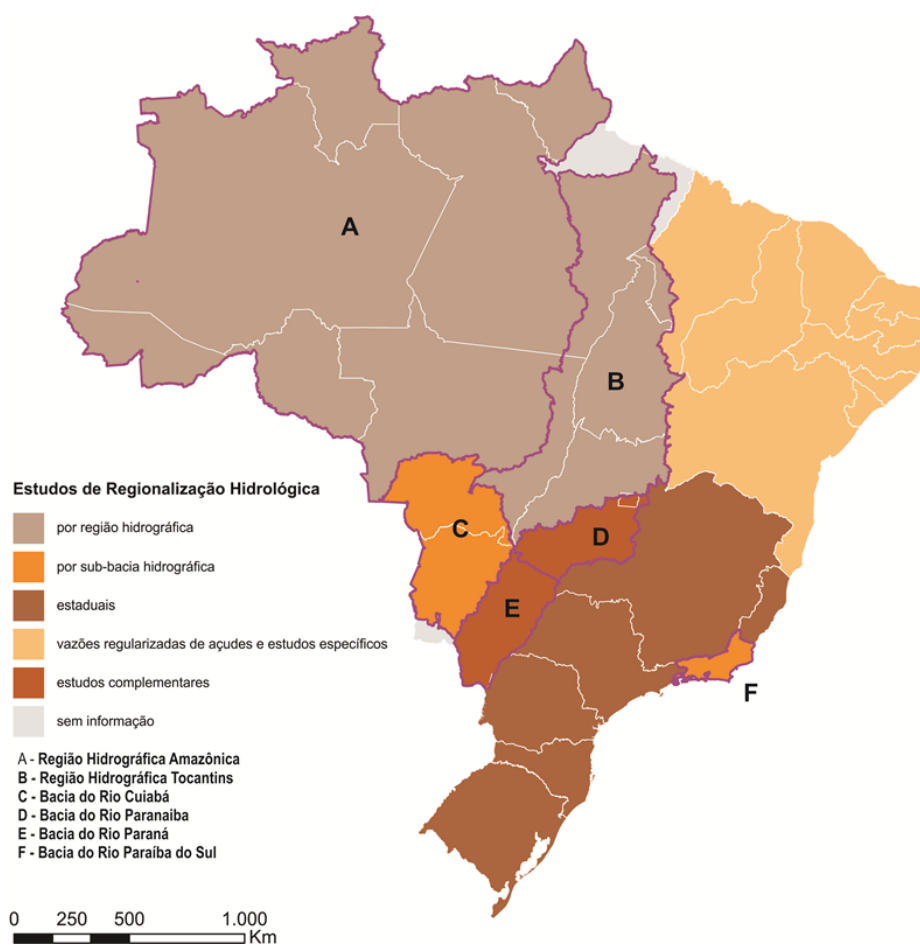 A
B
C
D
E
F
Estudos de Regionalização Hidrológica
por região hidrográfica
por sub-bacia hidrográfica
estaduais
vazões regularizadas de açudes e estudos específicos
estudos complementares
sem informação
A - Região Hidrográfica Amazônica
B - Região Hidrográfica Tocantins
C - Bacia do Rio Cuiabá
D - Bacia do Rio Paranaiba
E - Bacia do Rio Paraná
F - Bacia do Rio Paraíba do Sul
0 250 500 1.000
Km